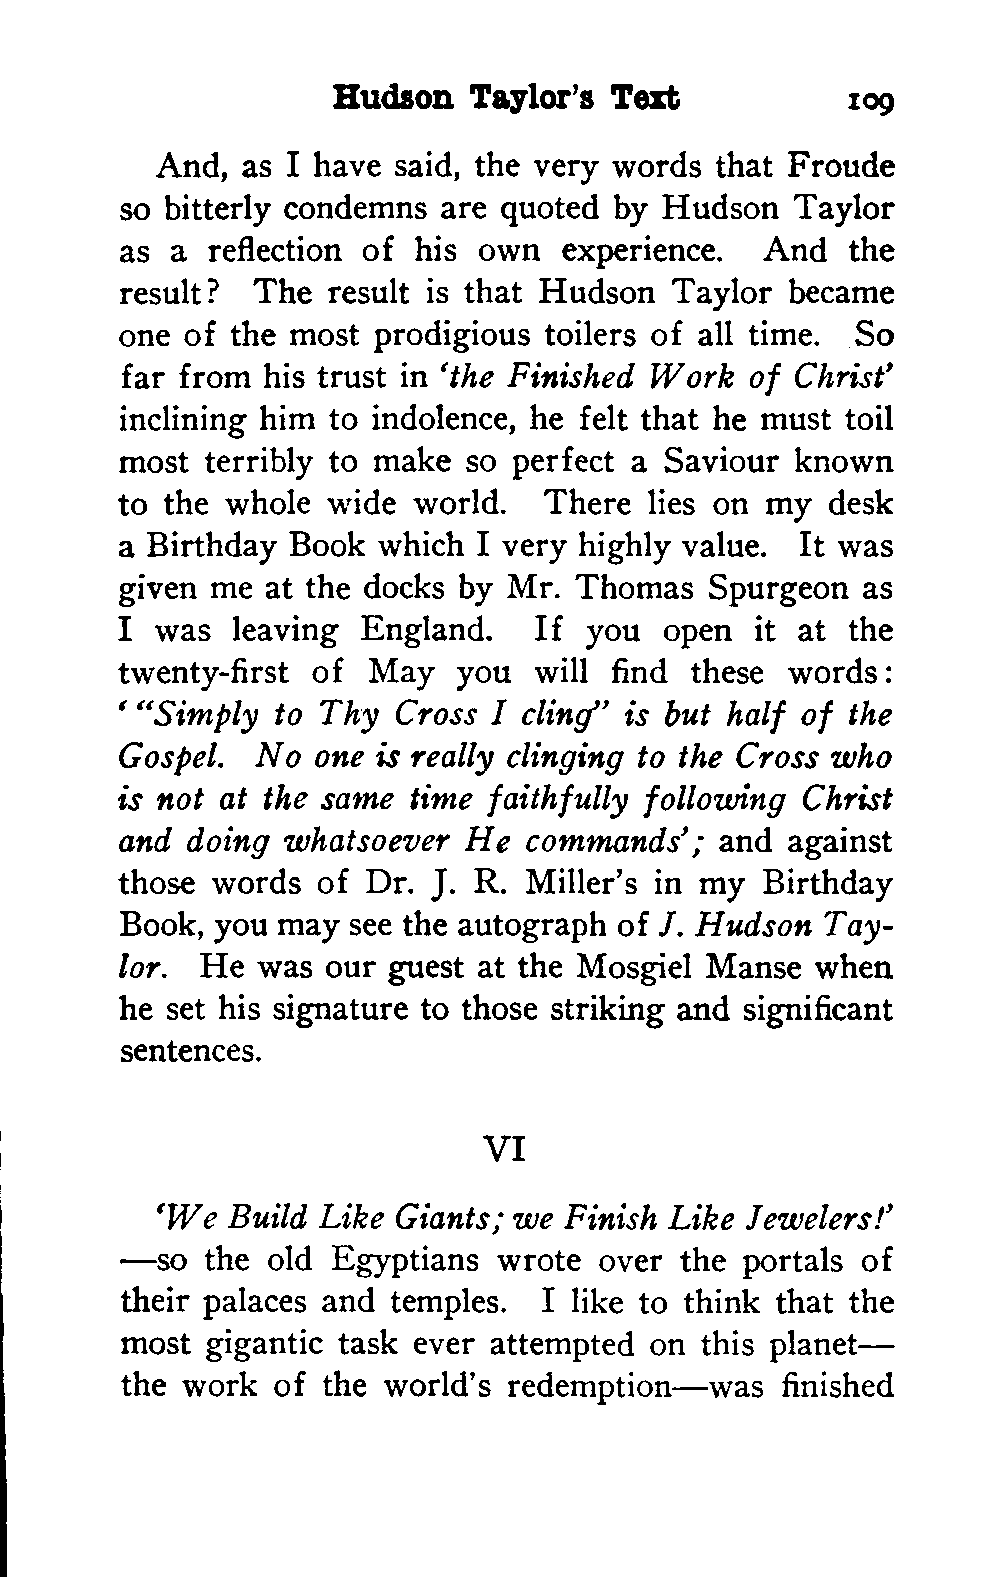 Hudson Taylor's Text 109
And, as I have said, the very words that Froude
so bitterly condemns are quoted by Hudson Taylor
as a reflection of his own experience. And the
result? The result is that Hudson Taylor became
one of the most prodigious toilers of all time. So
far from his trust in ‘the Finished Work of Christ’
inclining him to indolence, he felt that he must toil
most terribly to make so perfect a Saviour known
to the whole wide world. There lies on my desk
a Birthday Book which I very highly value. It was
given me at the docks by Mr. Thomas Spurgeon as
I was leaving England. If you open it at the
twenty-first of May you will find these words:
‘ “Simply to Thy Cross I cling” is but half of the
Gospel. No one is really clinging to the Cross who
is not at the same time faithfully following Christ
and doing whatsoever He commands’; and against
those words of Dr. J. R. Miller's in my Birthday
Book, you may see the autograph of J. Hudson Tay-
lor. He was our guest at the Mosgiel Manse when
he set his signature to those striking and significant
sentences.
VI
‘We Build Like Giants; we Finish Like Jewelers!’
—so the old Egyptians wrote over the portals of
their palaces and temples. I like to think that the
most gigantic task ever attempted on this planet—
the work of the world's redemption—was finished